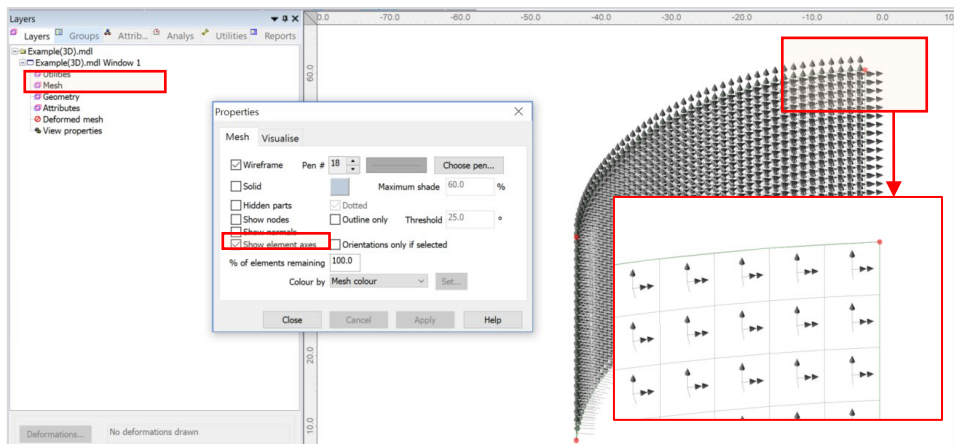 Layers
Layers Groups Attrib... Analys Utilities Reports
Example(3D).mdl
Example(3D).mdl Window 1
Utilities
Mesh
Geometry
Attributes
Deformed mesh
View properties
Deformations...
No deformations drawn
0.0 -70.0 -60.0 -50.0 -40.0 -30.0 -20.0 -10.0 0.0 10
60.0
20.0
10.0
Properties
Mesh Visualise
Wireframe Pen # 18 Choose pen...
Solid Maximum shade 60.0 %
Hidden parts Dotted
Show nodes Outline only Threshold 25.0 °
Show normals
Show element axes Orientations only if selected
% of elements remaining 100.0
Colour by Mesh colour Set...
Close Cancel Apply Help